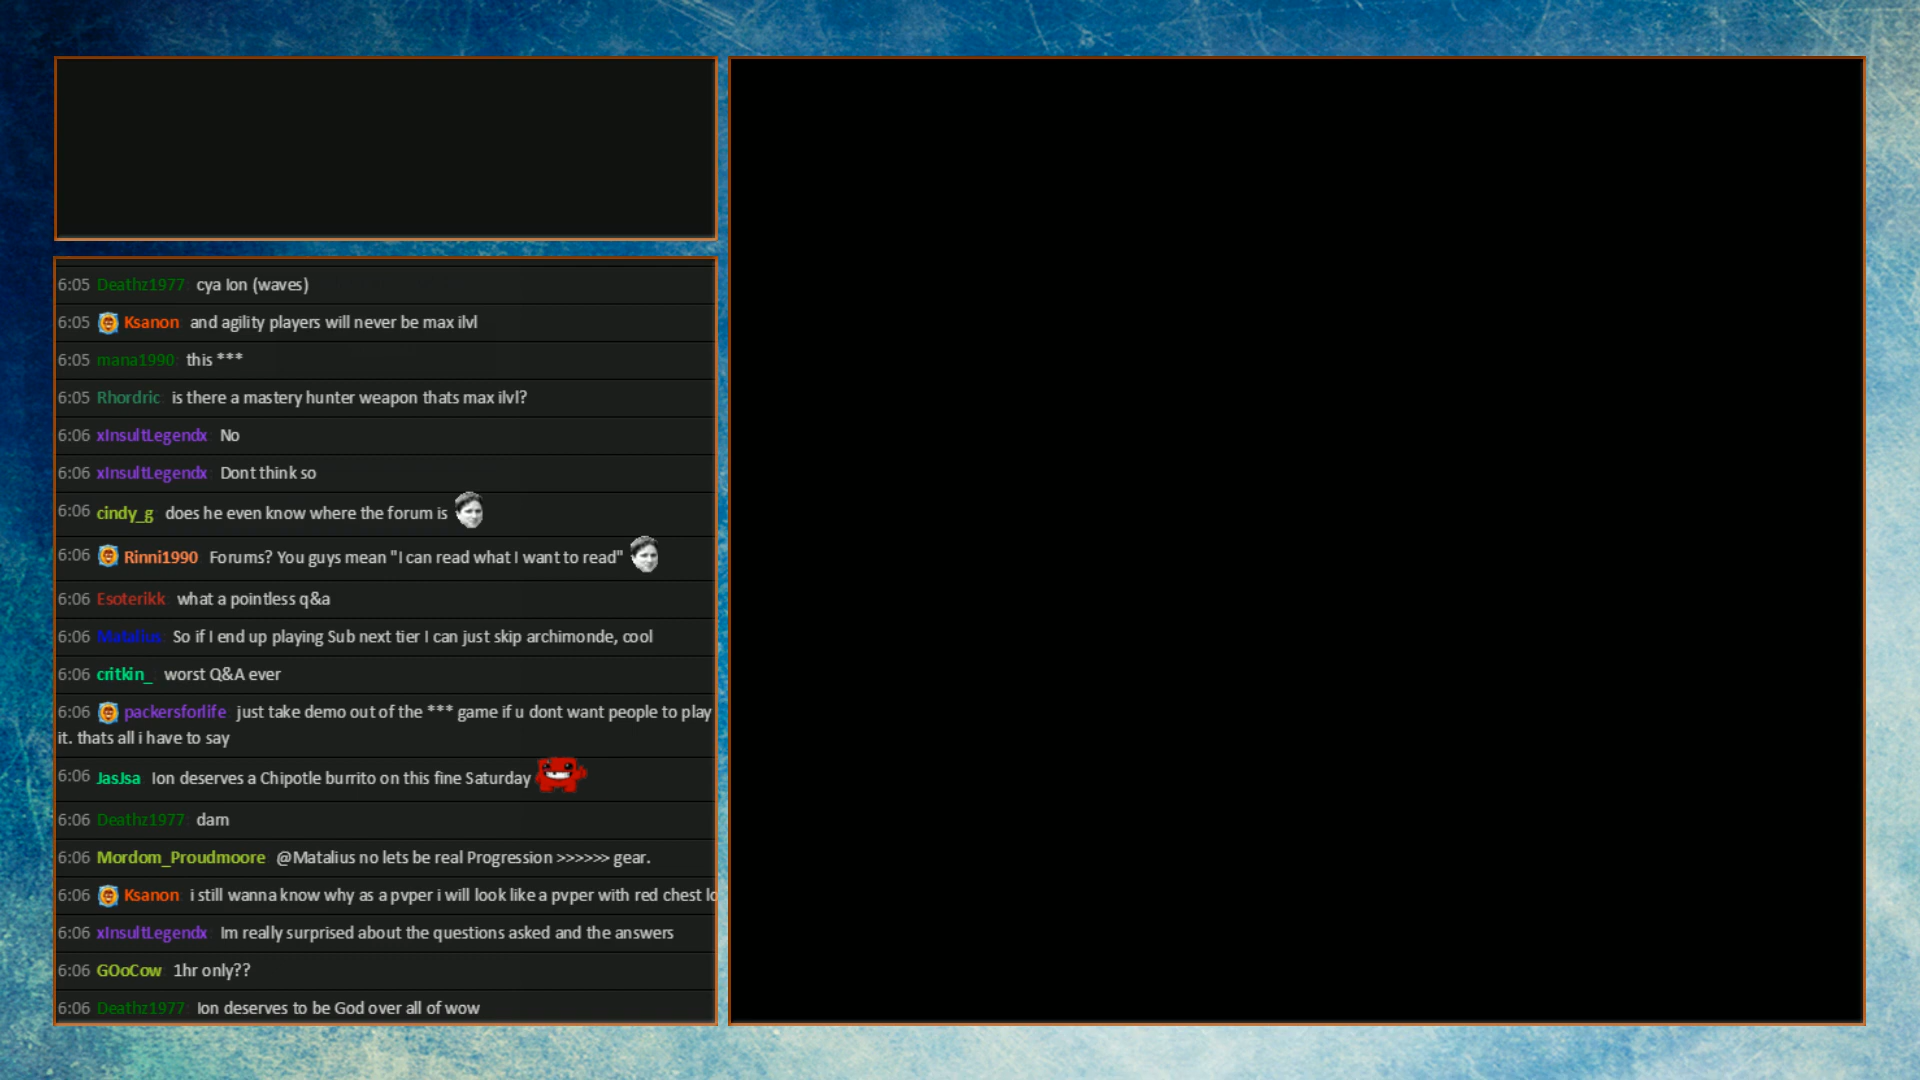 6:05 Deathz1977: cya Ion (waves)
6:05 Ksanon and agility players will never be max ilvl
6:05 mana1990: this ***
6:05 Rhordric: is there a mastery hunter weapon thats max ilvl?
6:06 xInsultLegendx: No
6:06 xInsultLegendx: Dont think so
6:06 cindy_g does he even know where the forum is
6:06 Rinni1990 Forums? You guys mean "I can read what I want to read"
6:06 Esoterikk: what a pointless q&a
6:06 Matalius: So if I end up playing Sub next tier I can just skip archimonde, cool
6:06 critkin_ worst Q&A ever
6:06 packersforlife: just take demo out of the *** game if u dont want people to play
it. thats all i have to say
6:06 JasJsa Ion deserves a Chipotle burrito on this fine Saturday
6:06 Deathz1977: dam
6:06 Mordom_Proudmoore @Matalius no lets be real Progression >>>>>> gear.
6:06 Ksanon i still wanna know why as a pvper i will look like a pvper with red chest lo
6:06 xInsultLegendx: Im really surprised about the questions asked and the answers
6:06 GOoCow 1hr only??
6:06 Deathz1977: Ion deserves to be God over all of wow